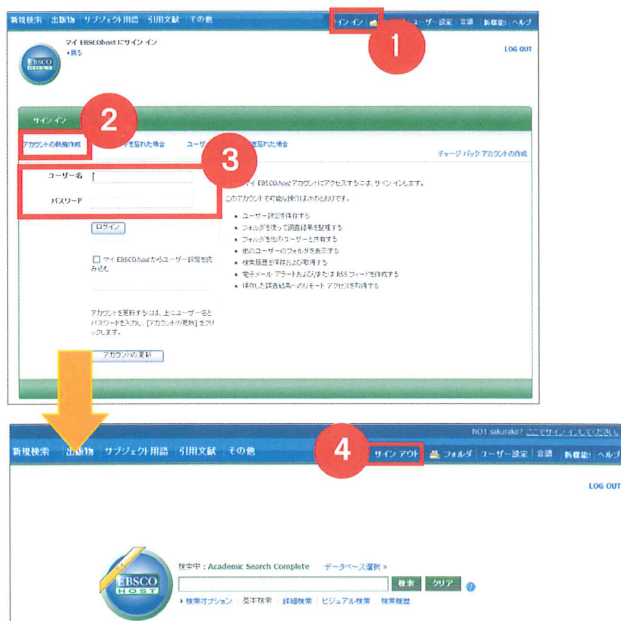 新規検索 出版物 サブジェクト用語 引用文献 その他
サイン イン
ユーザー設定 言語 新機能! ヘルプ
1
マイ EBSCOhost にサイン イン
戻る
LOG OUT
EBSCO
HOST
サイン イン
2
アカウントの新規作成
を忘れた場合
を忘れた場合
チャージ バック アカウントの作成
3
ユーザー名
パスワード
マイ EBSCOhost アカウントにアクセスするには、サイン インします。
このアカウントで可能な操作は次のとおりです。
ログイン
• ユーザー設定を保存する
• フォルダを使って調査結果を整理する
• フォルダを他のユーザーと共有する
• 他のユーザーのフォルダを表示する
• 検索履歴を保存および取得する
• 電子メール アラートおよび/または RSS フィードを作成する
• 保存した調査結果へのリモート アクセスを取得する
マイ EBSCOhost からユーザー設定を読み込む
アカウントを更新するには、上にユーザー名と
パスワードを入力し、[アカウントの更新] をクリ
ックします。
アカウントの更新
NOT sakurako? ここでサイン インしてください。
新規検索 出版物 サブジェクト用語 引用文献 その他
4
サイン アウト フォルダ ユーザー設定 言語 新機能! ヘルプ
LOG OUT
EBSCO
HOST
検索中 : Academic Search Complete データベース選択 »
検索 クリア
検索オプション 基本検索 詳細検索 ビジュアル検索 検索履歴